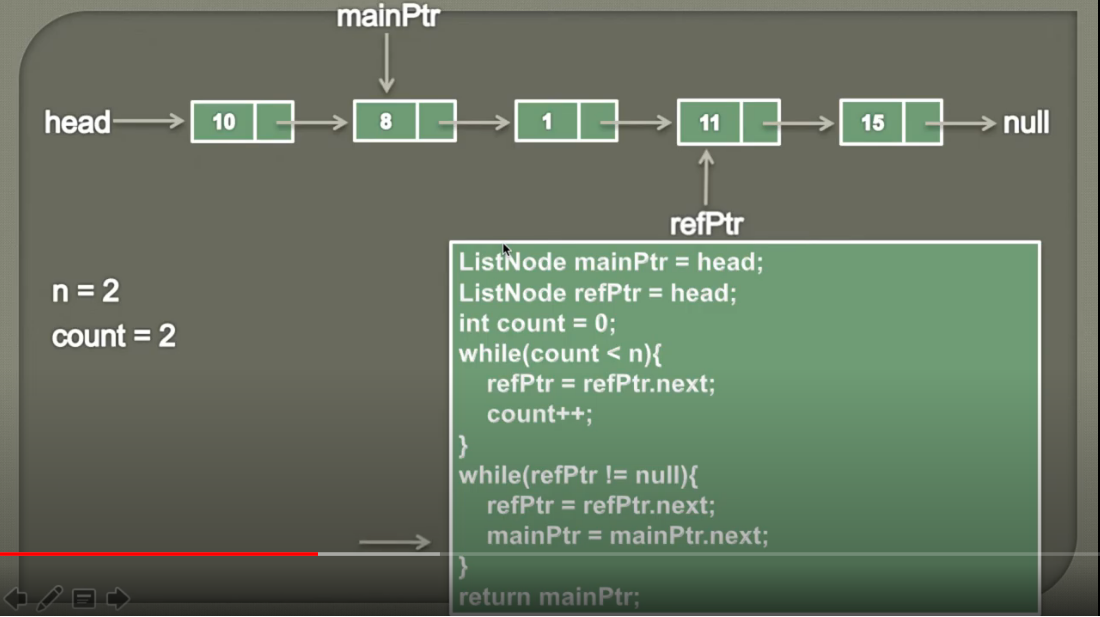 mainPtr
head 10 8 1 11 15 null
refPtr
n = 2
count = 2
ListNode mainPtr = head;
ListNode refPtr = head;
int count = 0;
while(count < n){
refPtr = refPtr.next;
count++;
}
while(refPtr != null){
refPtr = refPtr.next;
mainPtr = mainPtr.next;
}
return mainPtr;